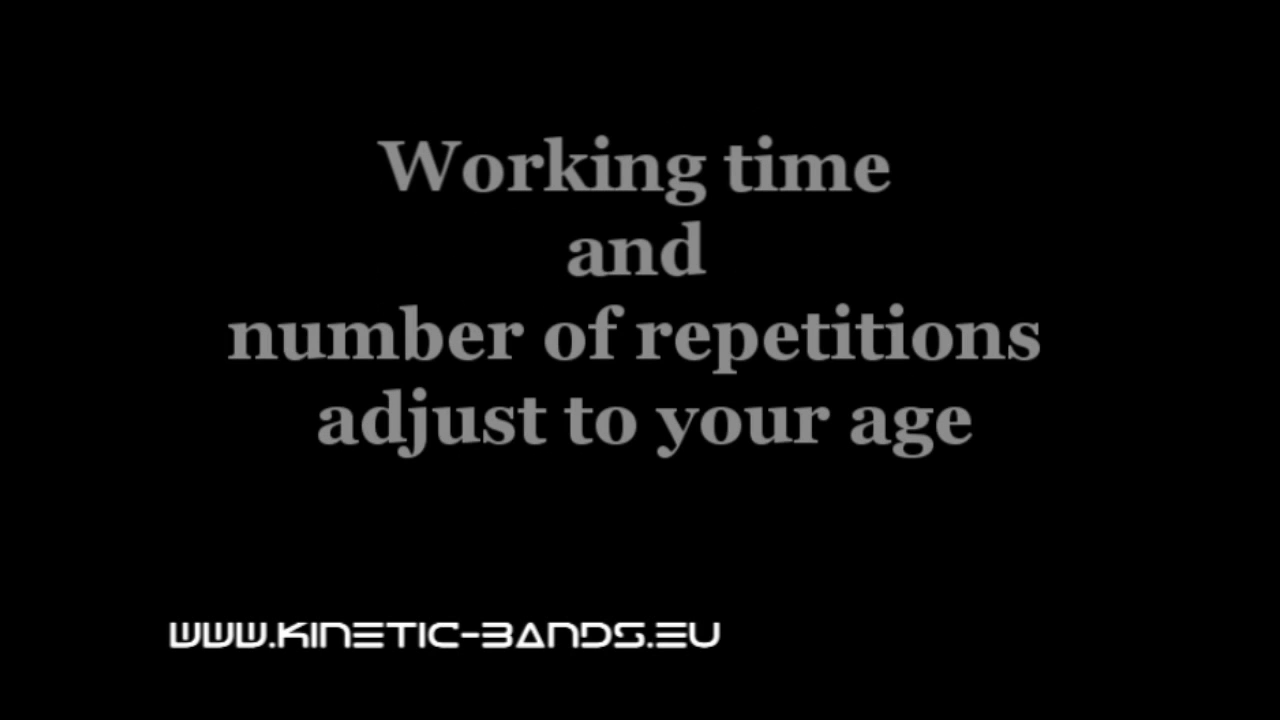 Working time
and
number of repetitions
adjust to your age
WWW.KINETIC-BANDS.EU